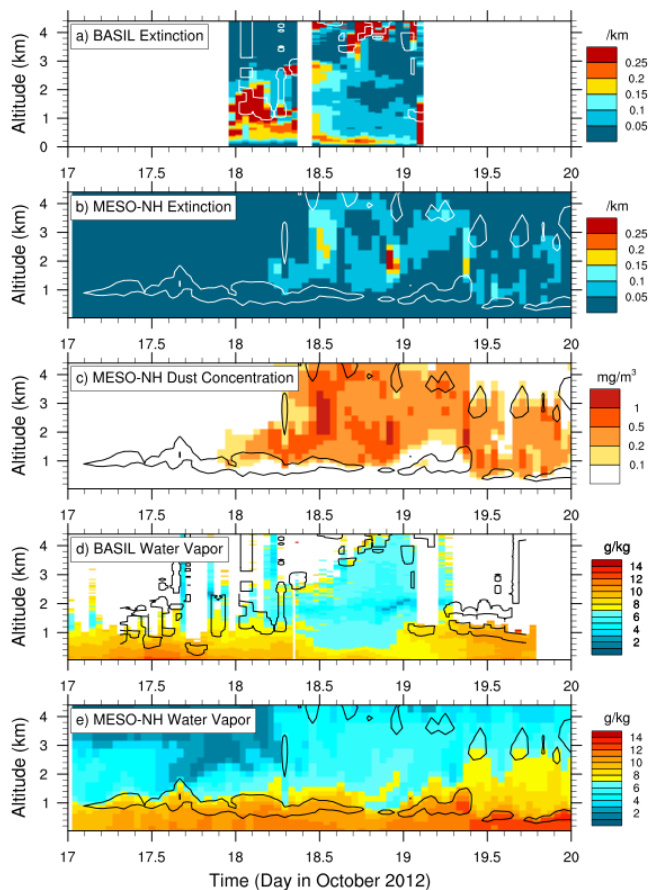 a) BASIL Extinction
Altitude (km)
4
3
2
1
0
17 17.5 18 18.5 19 19.5 20
/km
0.25
0.2
0.15
0.1
0.05
b) MESO-NH Extinction
Altitude (km)
4
3
2
1
17 17.5 18 18.5 19 19.5 20
/km
0.25
0.2
0.15
0.1
0.05
c) MESO-NH Dust Concentration
Altitude (km)
4
3
2
1
17 17.5 18 18.5 19 19.5 20
mg/m³
1
0.5
0.2
0.1
d) BASIL Water Vapor
Altitude (km)
4
3
2
1
17 17.5 18 18.5 19 19.5 20
g/kg
14
12
10
8
6
4
2
e) MESO-NH Water Vapor
Altitude (km)
4
3
2
1
17 17.5 18 18.5 19 19.5 20
g/kg
14
12
10
8
6
4
2
Time (Day in October 2012)